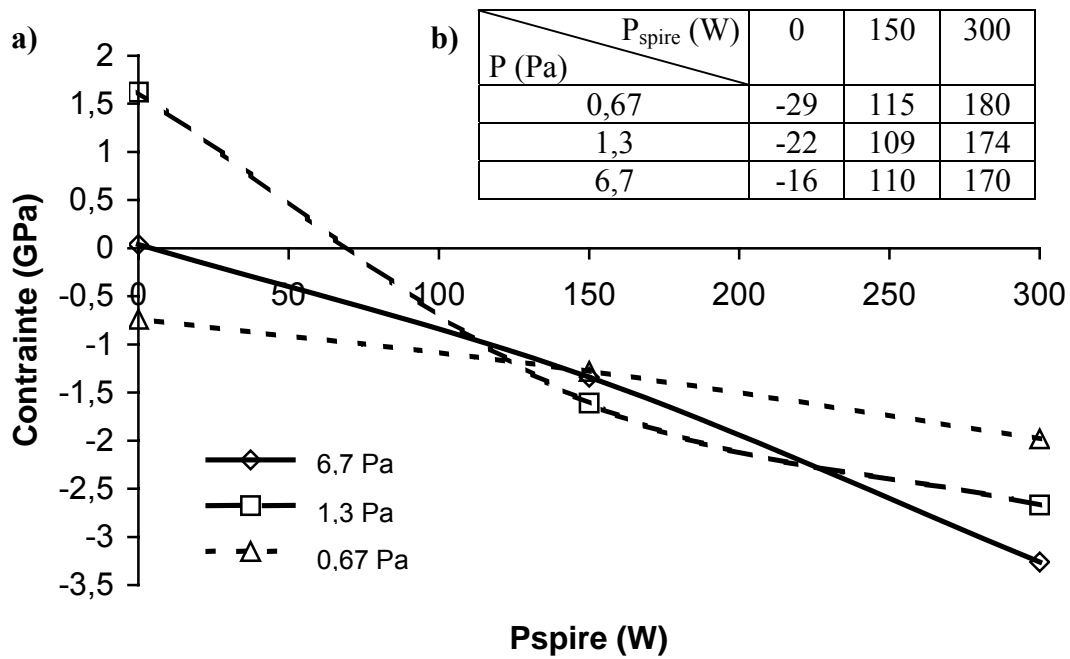 a)
b)
P_spire (W) 0 150 300
P (Pa)
0,67 -29 115 180
1,3 -22 109 174
6,7 -16 110 170
Contrainte (GPa)
2
1,5
1
0,5
0
-0,5
-1
-1,5
-2
-2,5
-3
-3,5
0 50 100 150 200 250 300
6,7 Pa
1,3 Pa
0,67 Pa
Pspire (W)